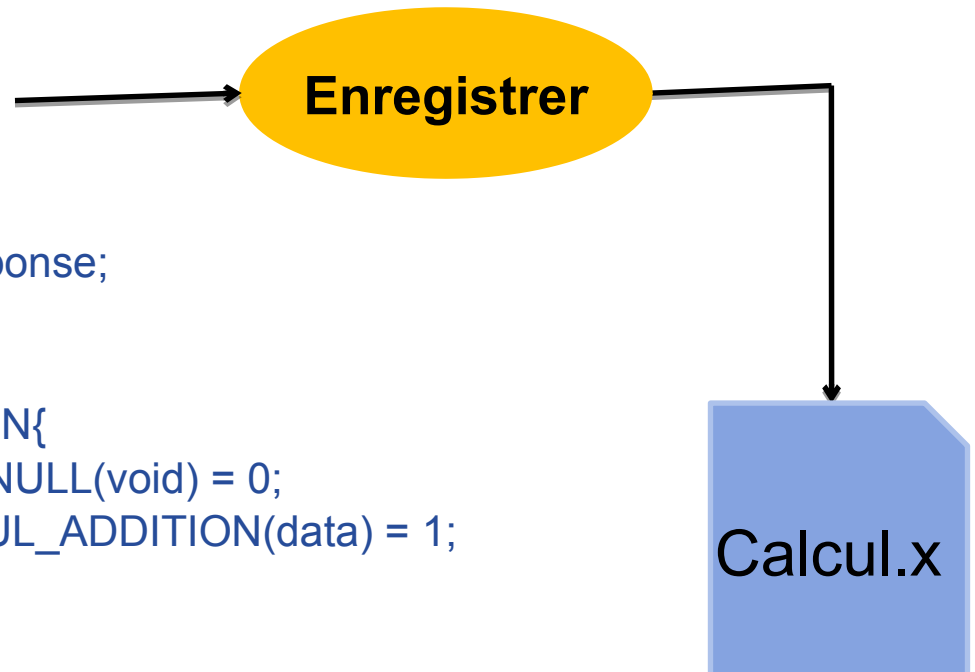 Enregistrer
ponse;
N{
NULL(void) = 0;
UL_ADDITION(data) = 1;
Calcul.x